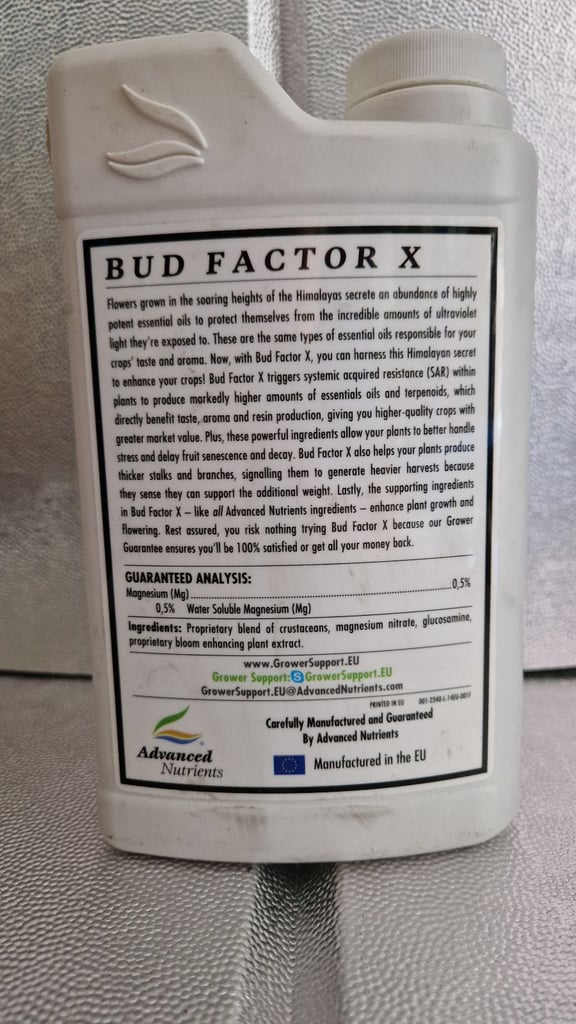 BUD FACTOR X
Flowers grown in the soaring heights of the Himalayas secrete an abundance of highly
potent essential oils to protect themselves from the incredible amounts of ultraviolet
light they're exposed to. These are the same types of essential oils responsible for your
crops' taste and aroma. Now, with Bud Factor X, you can harness this Himalayan secret
to enhance your crops! Bud Factor X triggers systemic acquired resistance (SAR) within
plants to produce markedly higher amounts of essentials oils and terpenoids, which
directly benefit taste, aroma and resin production, giving you higher-quality crops with
greater market value. Plus, these powerful ingredients allow your plants to better handle
stress and delay fruit senescence and decay. Bud Factor X also helps your plants produce
thicker stalks and branches, signalling them to generate heavier harvests because
they sense they can support the additional weight. Lastly, the supporting ingredients
in Bud Factor X – like all Advanced Nutrients ingredients – enhance plant growth and
flowering. Rest assured, you risk nothing trying Bud Factor X because our Grower
Guarantee ensures you'll be 100% satisfied or get all your money back.
GUARANTEED ANALYSIS:
Magnesium (Mg)..........0,5%
0,5% Water Soluble Magnesium (Mg)
Ingredients: Proprietary blend of crustaceans, magnesium nitrate, glucosamine,
proprietary bloom enhancing plant extract.
www.GrowerSupport.EU
Grower Support: S GrowerSupport.EU
GrowerSupport.EU@AdvancedNutrients.com
PRINTED IN EU 001-2340-L-14EU-001F
Carefully Manufactured and Guaranteed
By Advanced Nutrients
Advanced
Nutrients
Manufactured in the EU